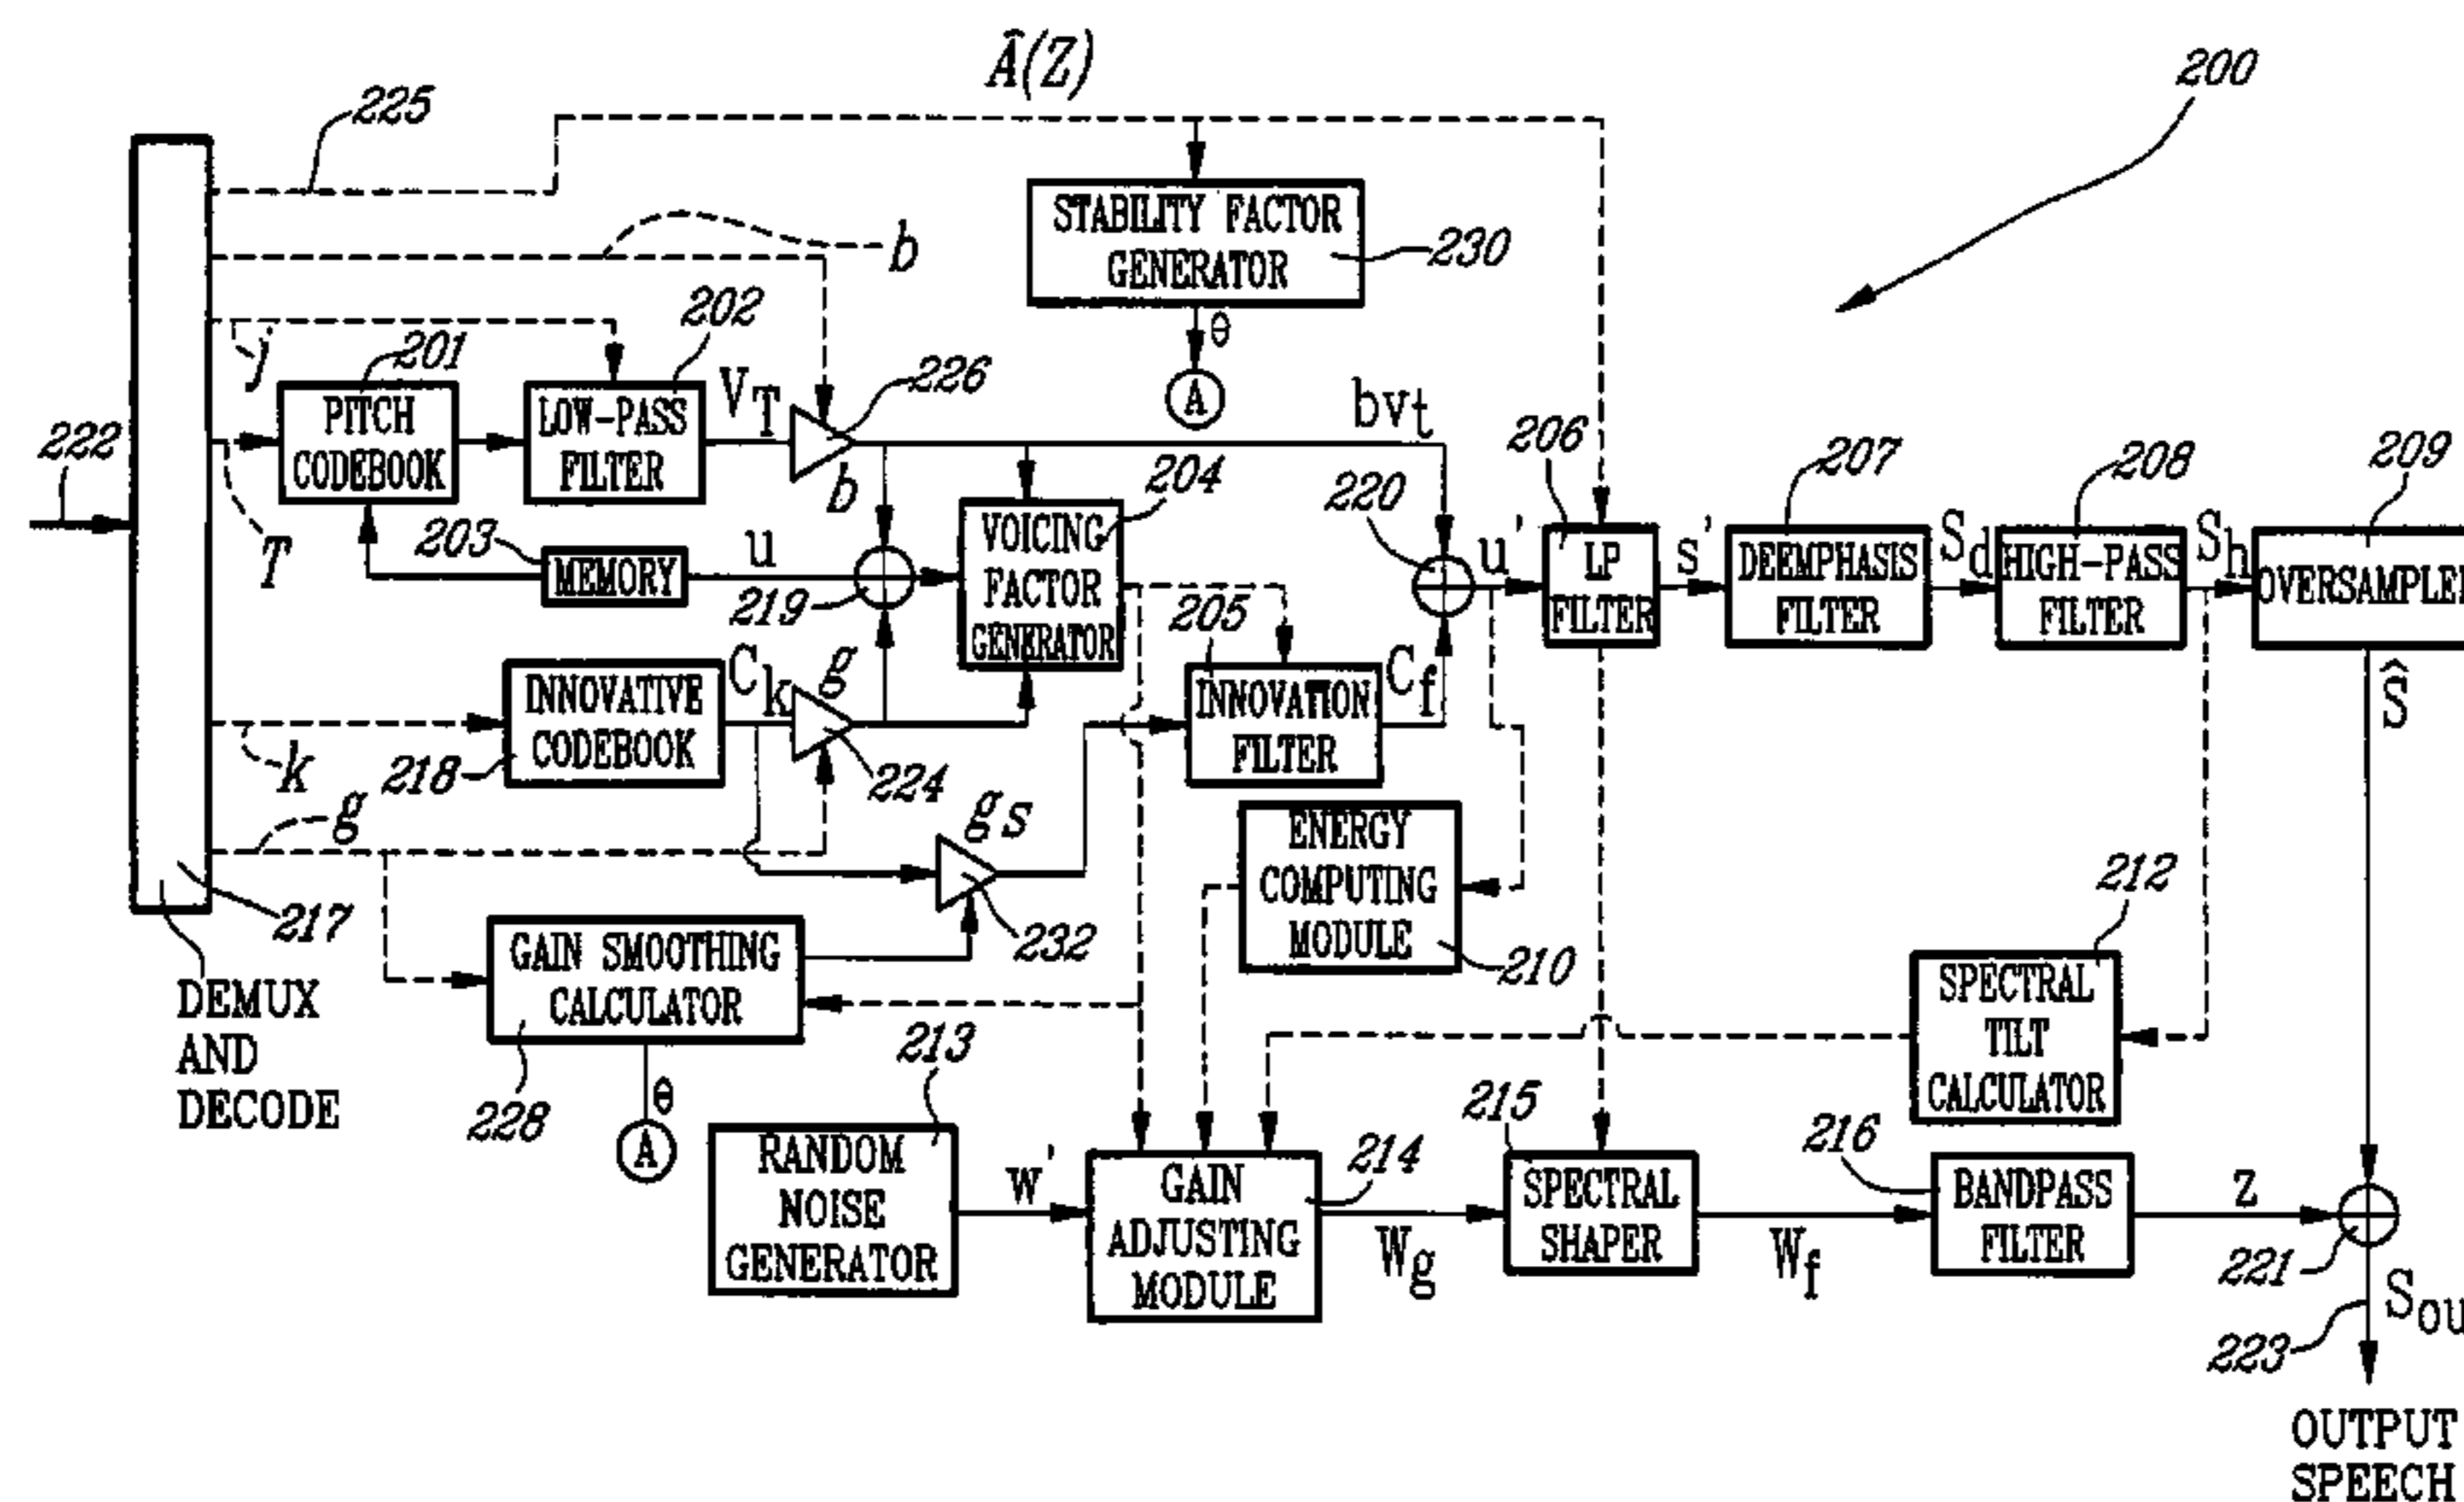 Â(Z)
200
225
b
STABILITY FACTOR
GENERATOR
230
θ
A
j
201
202
PITCH
CODEBOOK
LOW-PASS
FILTER
VT
226
b
bvt
222
T
203
MEMORY
u
219
VOICING
FACTOR
GENERATOR
204
220
u'
206
LP
FILTER
s'
207
DEEMPHASIS
FILTER
Sd
208
HIGH-PASS
FILTER
Sh
209
OVERSAMPLE
Ŝ
k
218
INNOVATIVE
CODEBOOK
Ck
g
224
205
INNOVATION
FILTER
Cf
g
gs
232
ENERGY
COMPUTING
MODULE
210
212
SPECTRAL
TILT
CALCULATOR
217
DEMUX
AND
DECODE
GAIN SMOOTHING
CALCULATOR
228
θ
A
213
RANDOM
NOISE
GENERATOR
w'
GAIN
ADJUSTING
MODULE
214
Wg
215
SPECTRAL
SHAPER
Wf
216
BANDPASS
FILTER
z
221
Sou
223
OUTPUT
SPEECH